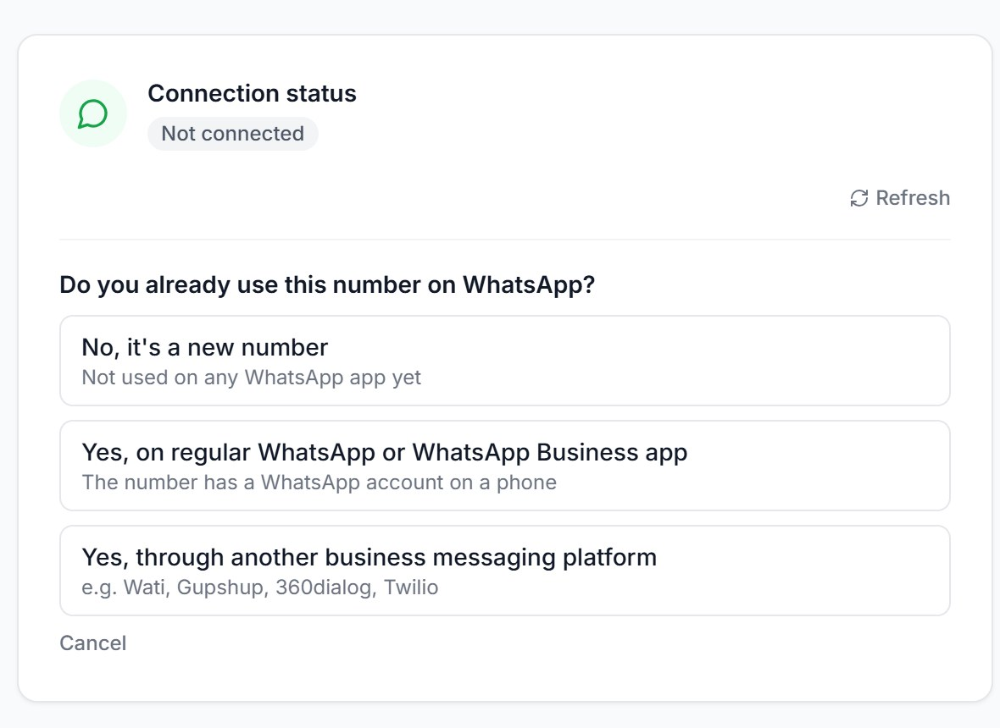 Connection status
Not connected
Refresh
Do you already use this number on WhatsApp?
No, it's a new number
Not used on any WhatsApp app yet
Yes, on regular WhatsApp or WhatsApp Business app
The number has a WhatsApp account on a phone
Yes, through another business messaging platform
e.g. Wati, Gupshup, 360dialog, Twilio
Cancel